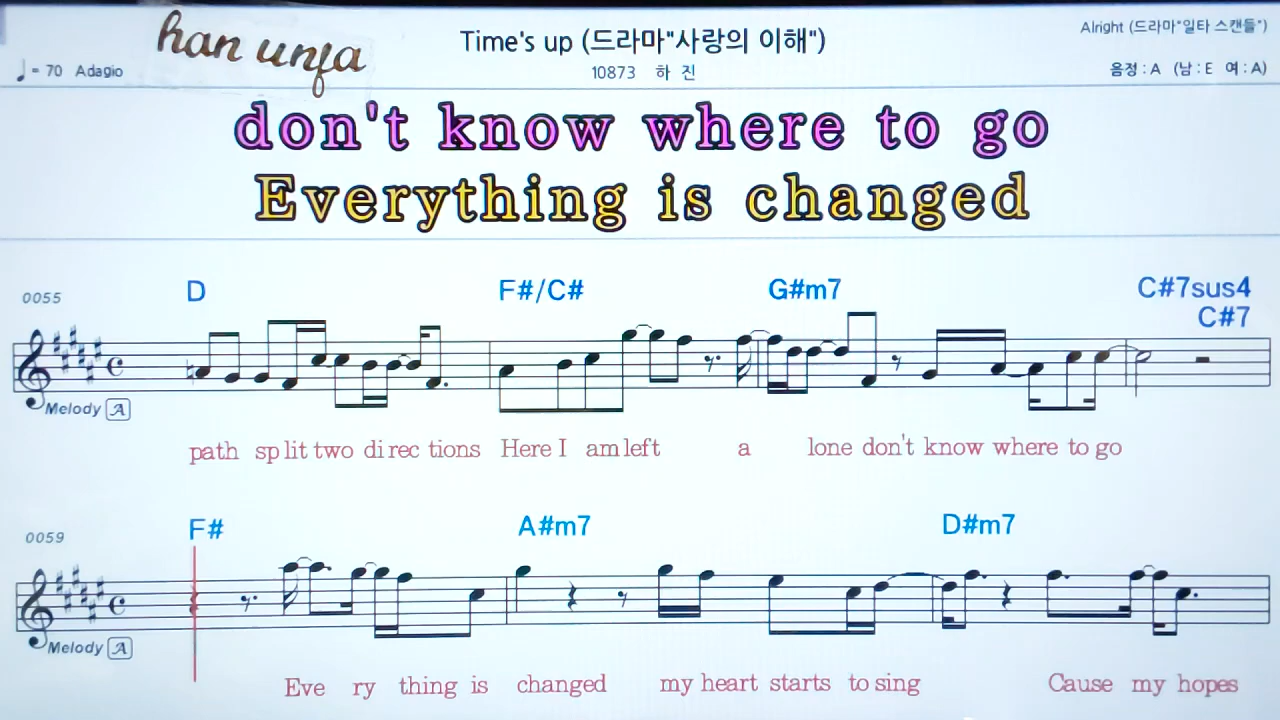 han unja
Time's up (드라마"사랑의 이해")
Alright (드라마"일타 스캔들")
♩= 70 Adagio
10873 하 진
음정 : A (남 : E 여 : A)
don't know where to go
Everything is changed
0055
D F#/C# G#m7 C#7sus4
C#7
Melody A
path split two direc tions Here I am left a lone don't know where to go
0059
F# A#m7 D#m7
Melody A
Eve ry thing is changed my heart starts to sing Cause my hopes